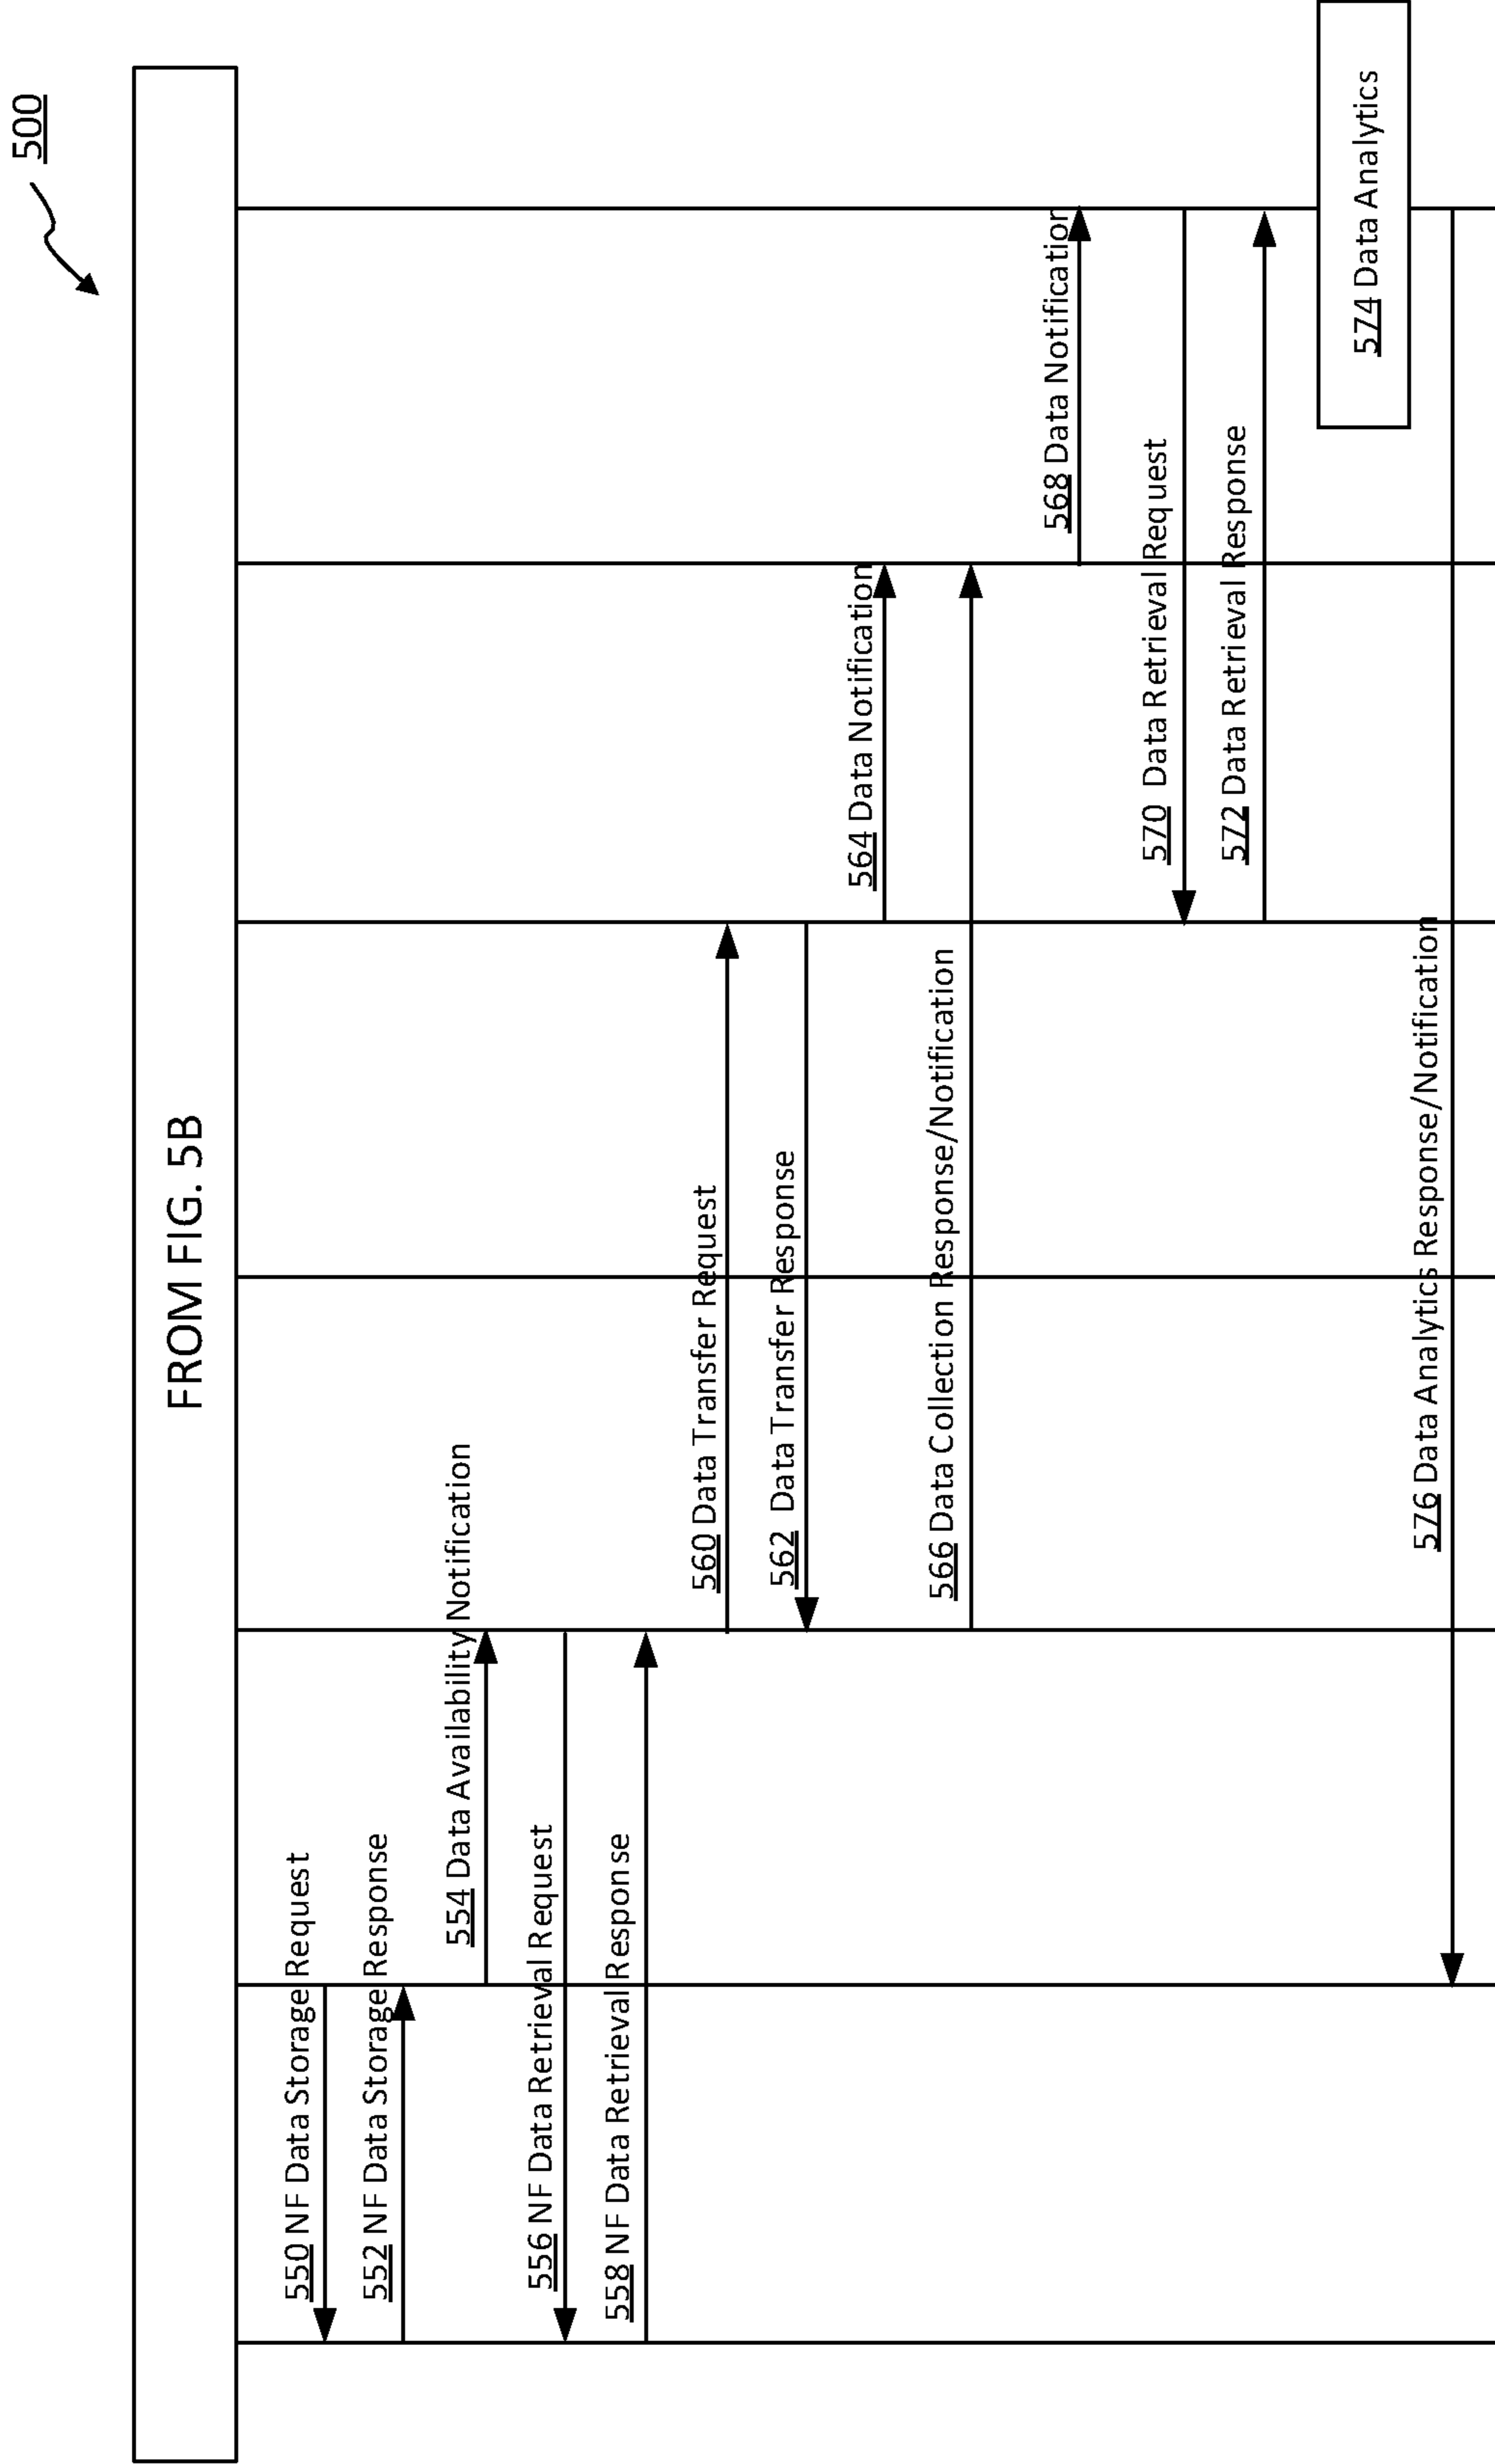 500
FROM FIG. 5B
550 NF Data Storage Request
552 NF Data Storage Response
554 Data Availability Notification
556 NF Data Retrieval Request
558 NF Data Retrieval Response
560 Data Transfer Request
562 Data Transfer Response
564 Data Notification
566 Data Collection Response/Notification
568 Data Notification
570 Data Retrieval Request
572 Data Retrieval Response
574 Data Analytics
576 Data Analytics Response/Notification